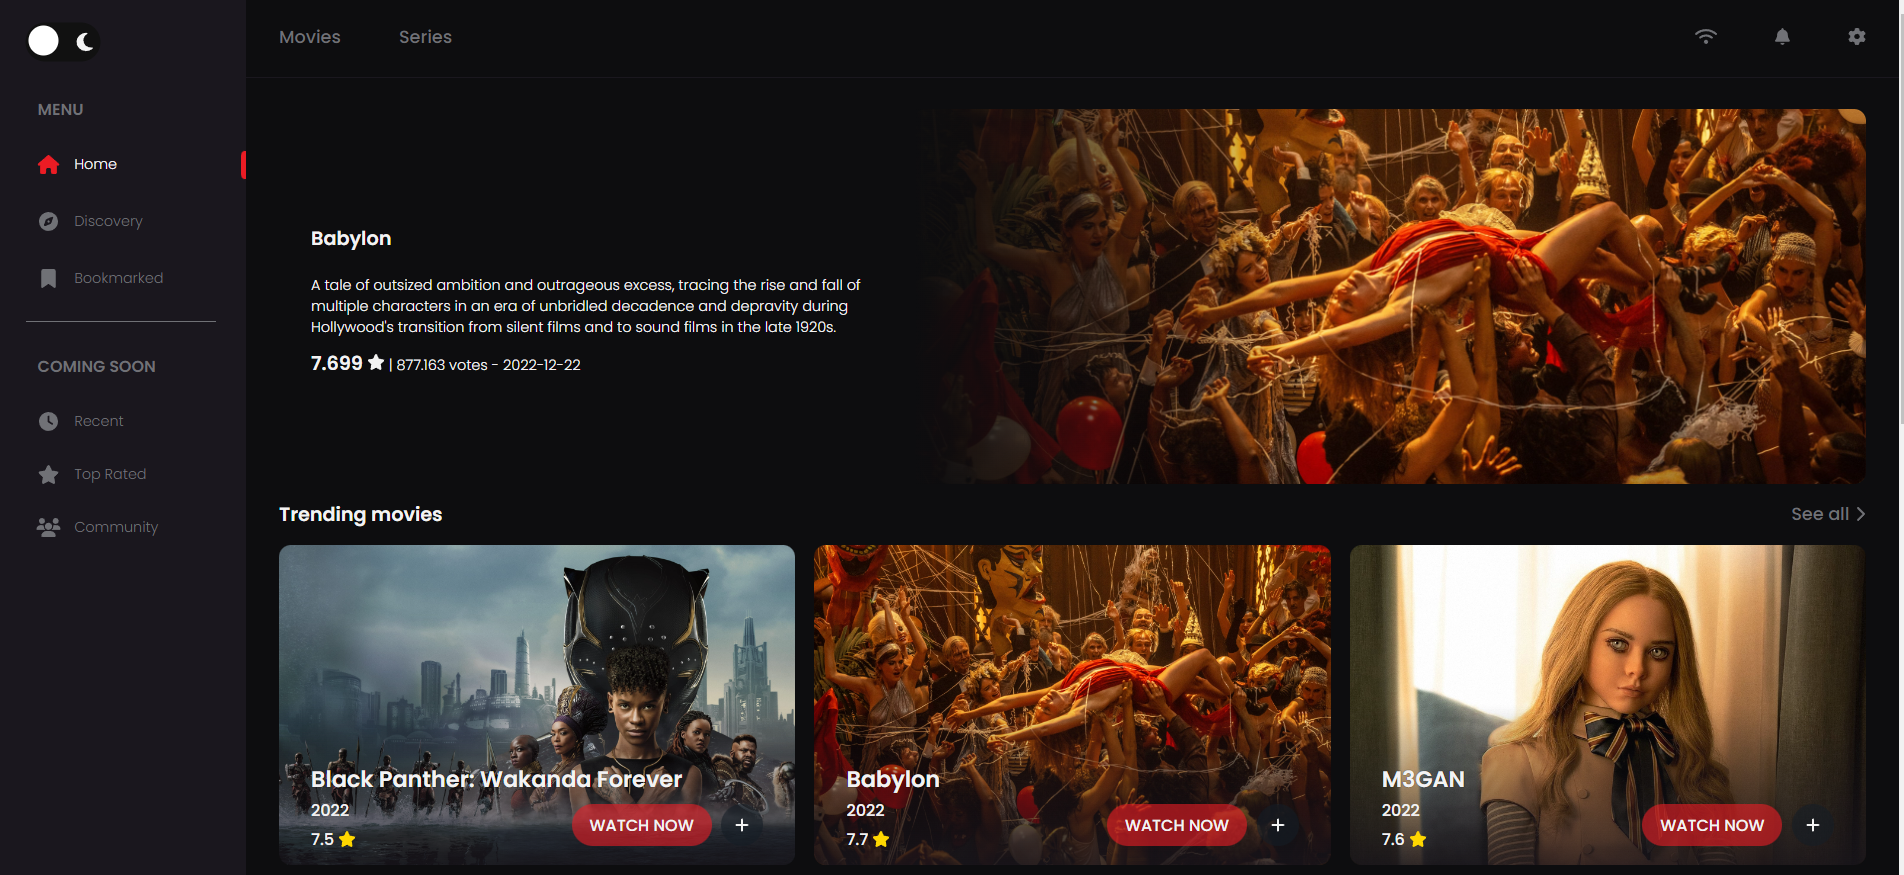 Movies
Series
MENU
Home
Discovery
Bookmarked
COMING SOON
Recent
Top Rated
Community
Babylon
A tale of outsized ambition and outrageous excess, tracing the rise and fall of
multiple characters in an era of unbridled decadence and depravity during
Hollywood's transition from silent films and to sound films in the late 1920s.
7.699 ★ | 877.163 votes - 2022-12-22
Trending movies
See all >
Black Panther: Wakanda Forever
2022
7.5 ★
WATCH NOW
+
Babylon
2022
7.7 ★
WATCH NOW
+
M3GAN
2022
7.6 ★
WATCH NOW
+